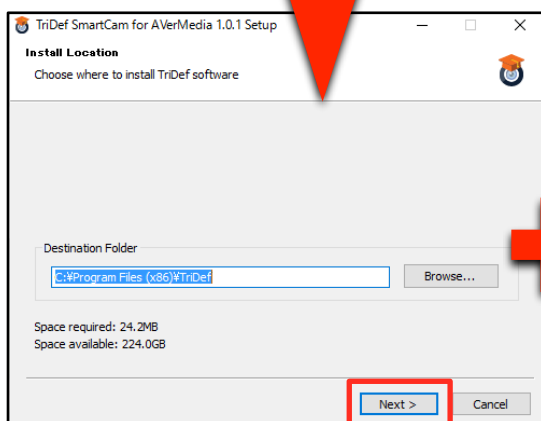 TriDef SmartCam for AVerMedia 1.0.1 Setup
Install Location
Choose where to install TriDef software
Destination Folder
C:¥Program Files (x86)¥TriDef
Browse...
Space required: 24.2MB
Space available: 224.0GB
Next >
Cancel